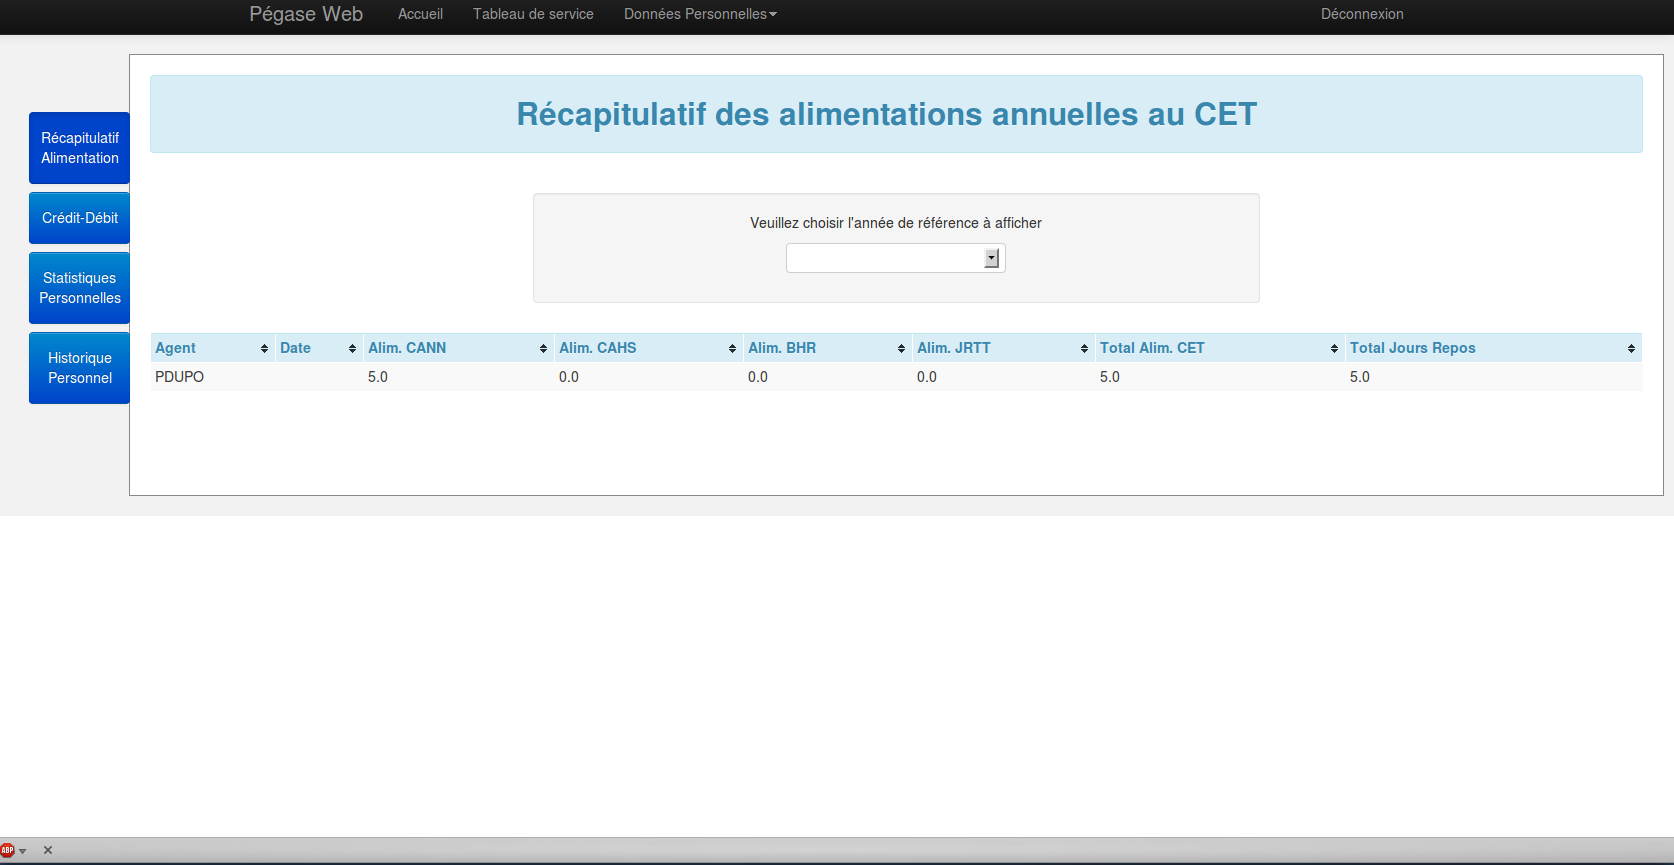 Pégase Web Accueil Tableau de service Données Personnelles Déconnexion
Récapitulatif des alimentations annuelles au CET
Récapitulatif
Alimentation
Crédit-Débit
Statistiques
Personnelles
Historique
Personnel
Veuillez choisir l'année de référence à afficher
Agent Date Alim. CANN Alim. CAHS Alim. BHR Alim. JRTT Total Alim. CET Total Jours Repos
PDUPO 5.0 0.0 0.0 0.0 5.0 5.0
ABP